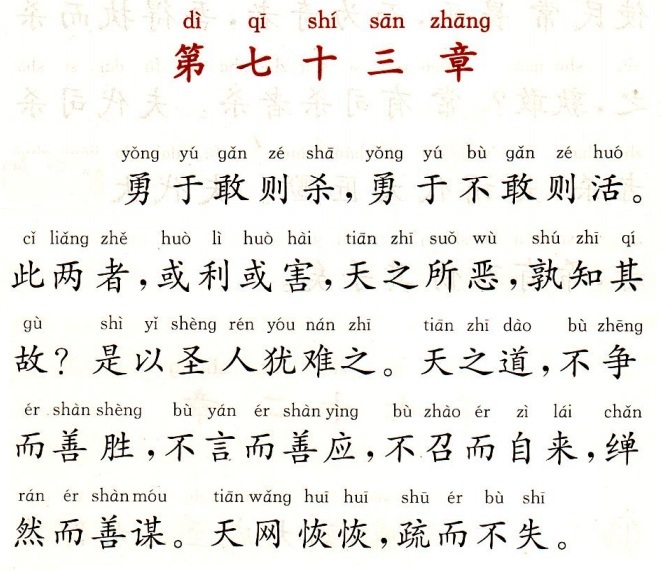 dì qī shí sān zhāng
第七十三章
yǒng yú gǎn zé shā yǒng yú bù gǎn zé huó
勇于敢则杀，勇于不敢则活。
cǐ liǎng zhě huò lì huò hài tiān zhī suǒ wù shú zhī qí
此两者，或利或害，天之所恶，孰知其
gù shì yǐ shèng rén yóu nán zhī tiān zhī dào bù zhēng
故？是以圣人犹难之。天之道，不争
ér shàn shèng bù yán ér shàn yìng bù zhào ér zì lái chǎn
而善胜，不言而善应，不召而自来，繟
rán ér shàn móu tiān wǎng huī huī shū ér bù shī
然而善谋。天网恢恢，疏而不失。